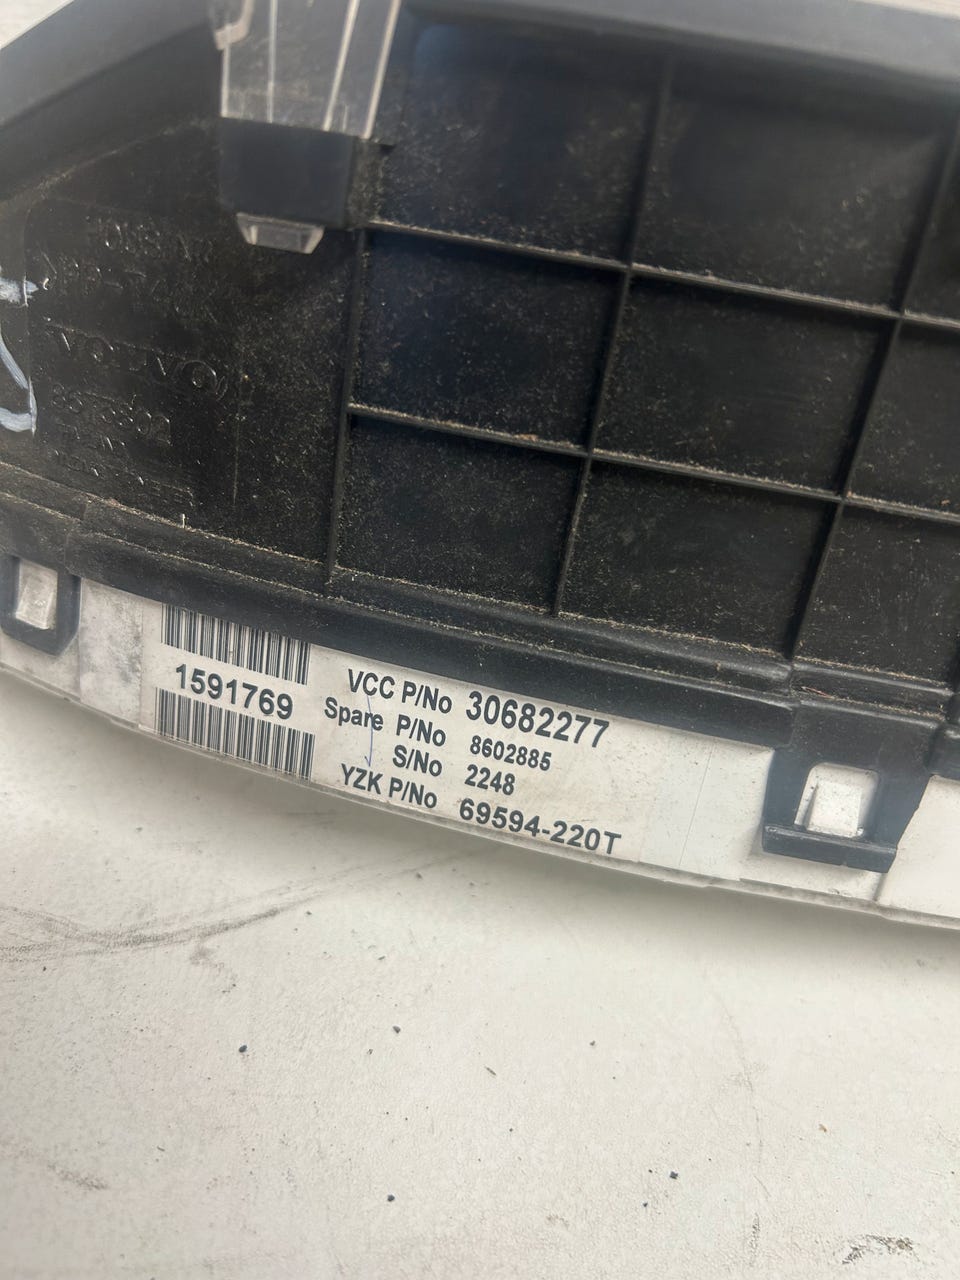 VOLVO
1591769
VCC P/No 30682277
Spare P/No 8602885
S/No 2248
YZK P/No 69594-220T